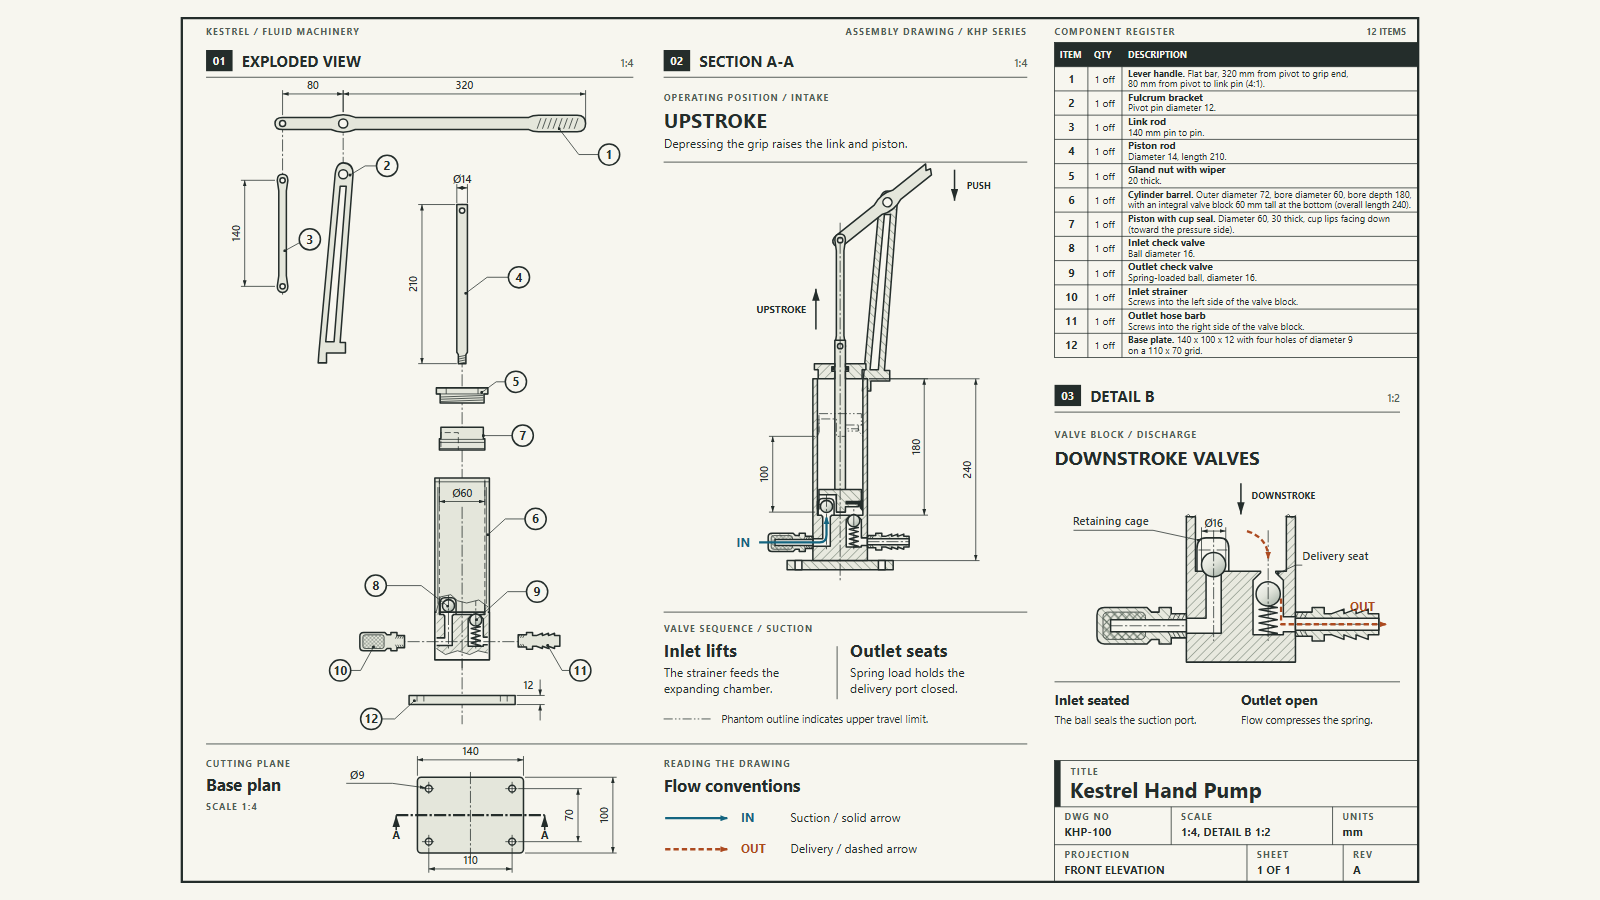 KESTREL / FLUID MACHINERY
ASSEMBLY DRAWING / KHP SERIES
COMPONENT REGISTER
12 ITEMS
01 EXPLODED VIEW
1:4
80
320
1
2
Ø14
140
3
210
4
5
7
Ø60
6
8
9
10
11
12
12
02 SECTION A-A
1:4
OPERATING POSITION / INTAKE
UPSTROKE
Depressing the grip raises the link and piston.
PUSH
UPSTROKE
100
180
240
IN
VALVE SEQUENCE / SUCTION
Inlet lifts
The strainer feeds the
expanding chamber.
Outlet seats
Spring load holds the
delivery port closed.
Phantom outline indicates upper travel limit.
ITEM QTY DESCRIPTION
1 1 off Lever handle. Flat bar, 320 mm from pivot to grip end,
80 mm from pivot to link pin (4:1).
2 1 off Fulcrum bracket
Pivot pin diameter 12.
3 1 off Link rod
140 mm pin to pin.
4 1 off Piston rod
Diameter 14, length 210.
5 1 off Gland nut with wiper
20 thick.
6 1 off Cylinder barrel. Outer diameter 72, bore diameter 60, bore depth 180,
with an integral valve block 60 mm tall at the bottom (overall length 240).
7 1 off Piston with cup seal. Diameter 60, 30 thick, cup lips facing down
(toward the pressure side).
8 1 off Inlet check valve
Ball diameter 16.
9 1 off Outlet check valve
Spring-loaded ball, diameter 16.
10 1 off Inlet strainer
Screws into the left side of the valve block.
11 1 off Outlet hose barb
Screws into the right side of the valve block.
12 1 off Base plate. 140 x 100 x 12 with four holes of diameter 9
on a 110 x 70 grid.
03 DETAIL B
1:2
VALVE BLOCK / DISCHARGE
DOWNSTROKE VALVES
DOWNSTROKE
Retaining cage
Ø16
Delivery seat
OUT
Inlet seated
The ball seals the suction port.
Outlet open
Flow compresses the spring.
CUTTING PLANE
Base plan
SCALE 1:4
140
Ø9
70
100
A
A
110
READING THE DRAWING
Flow conventions
IN Suction / solid arrow
OUT Delivery / dashed arrow
TITLE
Kestrel Hand Pump
DWG NO
KHP-100
SCALE
1:4, DETAIL B 1:2
UNITS
mm
PROJECTION
FRONT ELEVATION
SHEET
1 OF 1
REV
A